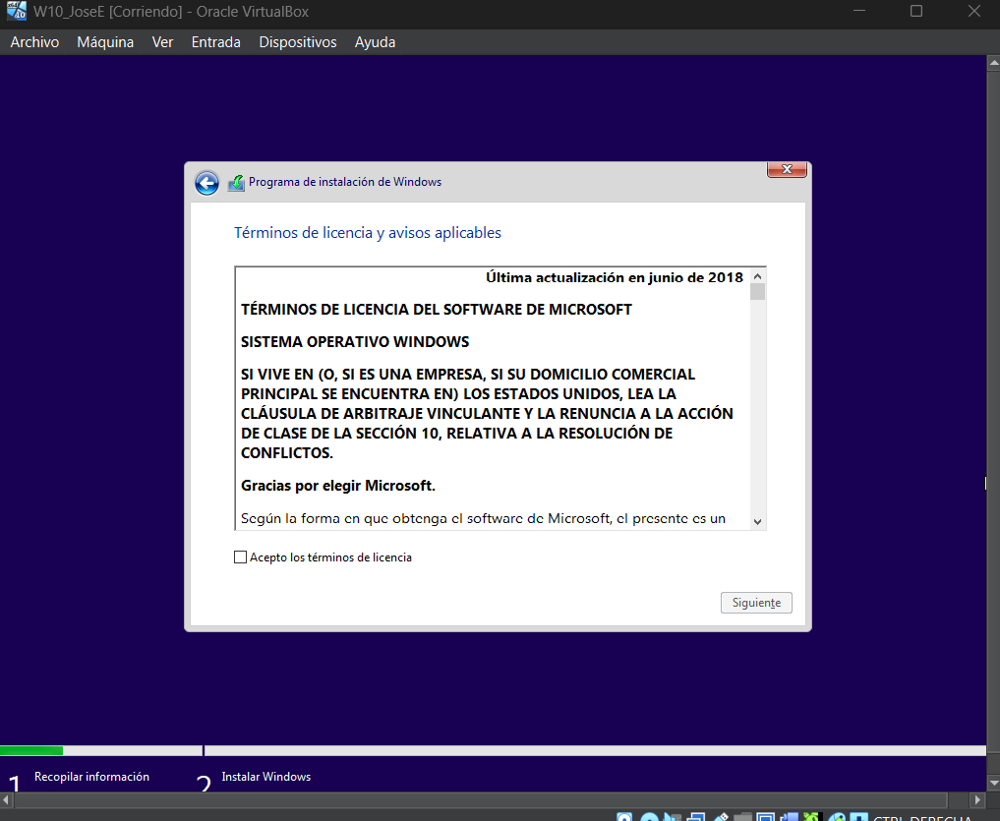 W10_JoseE [Corriendo] - Oracle VirtualBox
Archivo Máquina Ver Entrada Dispositivos Ayuda
Programa de instalación de Windows
Términos de licencia y avisos aplicables
Última actualización en junio de 2018
TÉRMINOS DE LICENCIA DEL SOFTWARE DE MICROSOFT
SISTEMA OPERATIVO WINDOWS
SI VIVE EN (O, SI ES UNA EMPRESA, SI SU DOMICILIO COMERCIAL
PRINCIPAL SE ENCUENTRA EN) LOS ESTADOS UNIDOS, LEA LA
CLÁUSULA DE ARBITRAJE VINCULANTE Y LA RENUNCIA A LA ACCIÓN
DE CLASE DE LA SECCIÓN 10, RELATIVA A LA RESOLUCIÓN DE
CONFLICTOS.
Gracias por elegir Microsoft.
Según la forma en que obtenga el software de Microsoft, el presente es un
Acepto los términos de licencia
Siguiente
1 Recopilar información 2 Instalar Windows
CTRL DERECHA